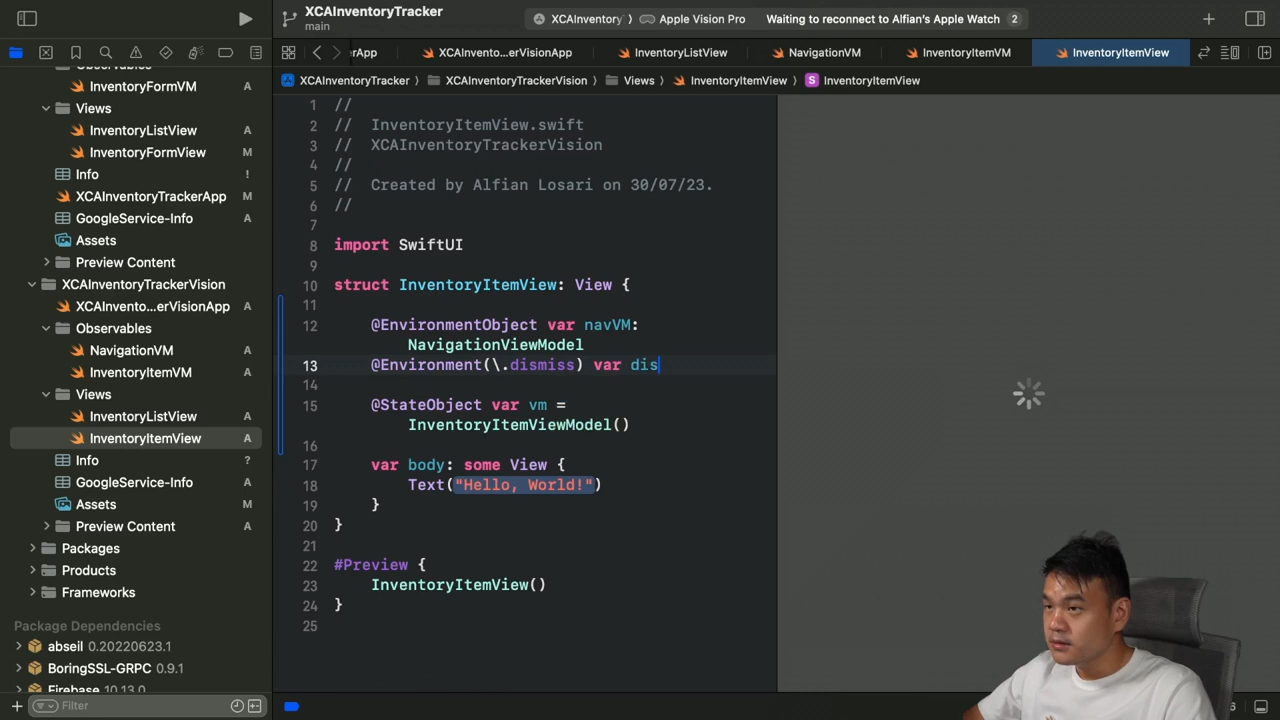 XCAInventoryTracker
main
XCAInventory
Apple Vision Pro
Waiting to reconnect to Alfian's Apple Watch
2
rApp
XCAInvento...erVisionApp
InventoryListView
NavigationVM
InventoryItemVM
InventoryItemView
XCAInventoryTracker
XCAInventoryTrackerVision
Views
InventoryItemView
InventoryItemView
InventoryFormVM A
Views
InventoryListView A
InventoryFormView M
Info !
XCAInventoryTrackerApp M
GoogleService-Info A
Assets
Preview Content
XCAInventoryTrackerVision
XCAInvento...erVisionApp A
Observables
NavigationVM A
InventoryItemVM A
Views
InventoryListView A
InventoryItemView A
Info ?
GoogleService-Info A
Assets M
Preview Content A
Packages
Products
Frameworks
Package Dependencies
abseil 0.20220623.1
BoringSSL-GRPC 0.9.1
Firebase 10.13.0
Filter
1 //
2 // InventoryItemView.swift
3 // XCAInventoryTrackerVision
4 //
5 // Created by Alfian Losari on 30/07/23.
6 //
7
8 import SwiftUI
9
10 struct InventoryItemView: View {
11
12 @EnvironmentObject var navVM:
NavigationViewModel
13 @Environment(\.dismiss) var dis
14
15 @StateObject var vm =
InventoryItemViewModel()
16
17 var body: some View {
18 Text("Hello, World!")
19 }
20 }
21
22 #Preview {
23 InventoryItemView()
24 }
25